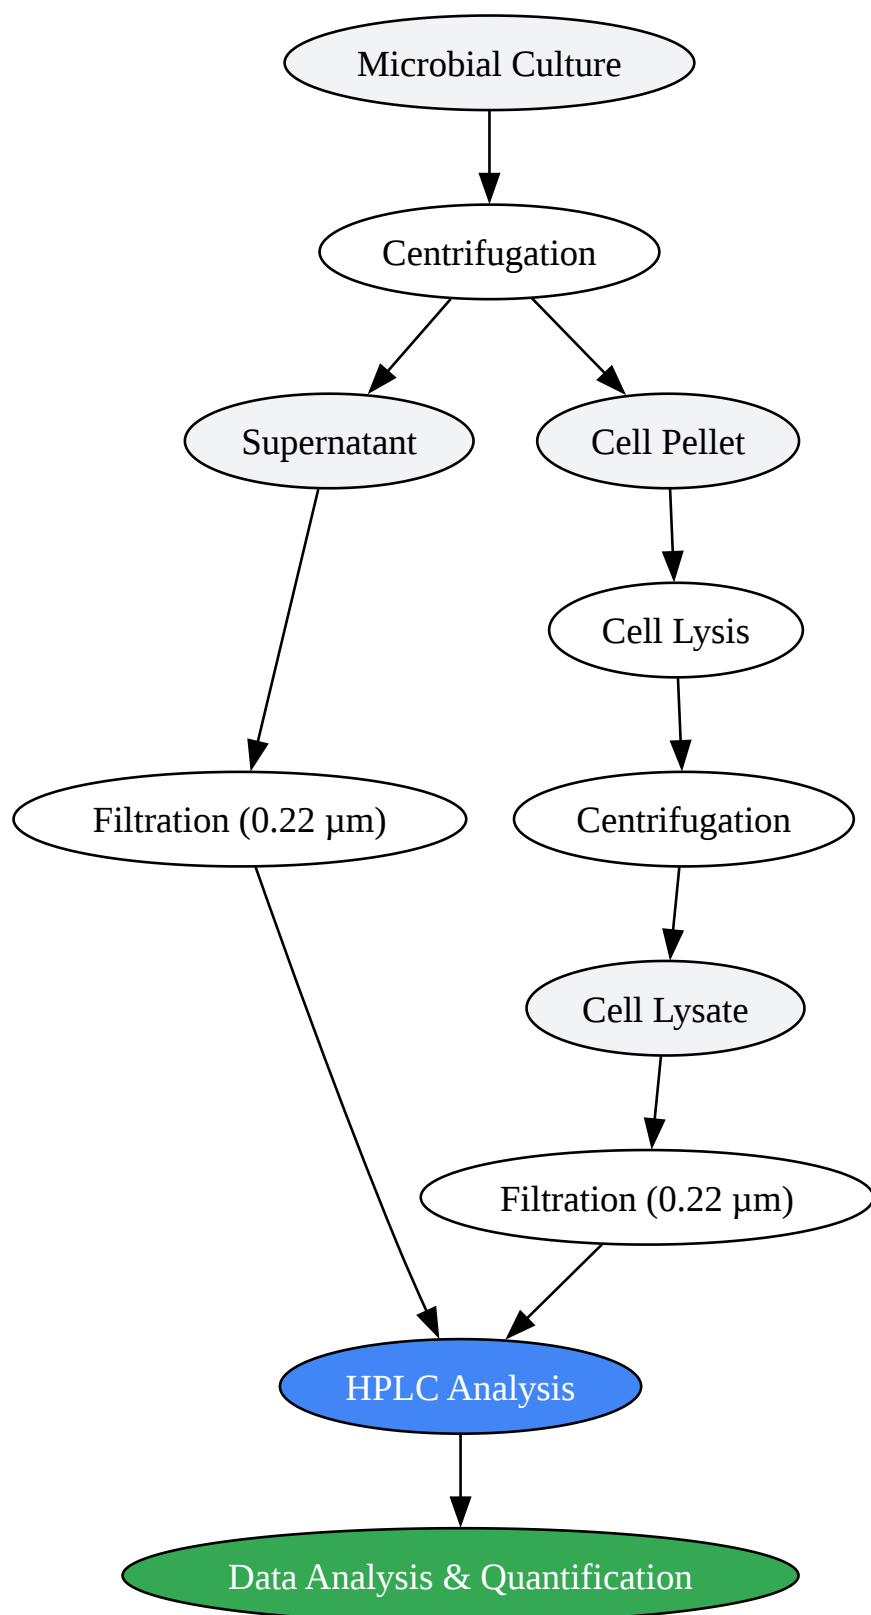 Microbial Culture
Centrifugation
Supernatant
Cell Pellet
Cell Lysis
Filtration (0.22 µm)
Centrifugation
Cell Lysate
Filtration (0.22 µm)
HPLC Analysis
Data Analysis & Quantification